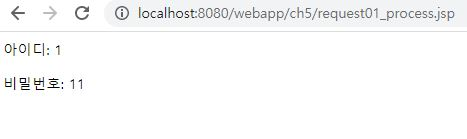 localhost:8080/webapp/ch5/request01_process.jsp
아이디: 1
비밀번호: 11